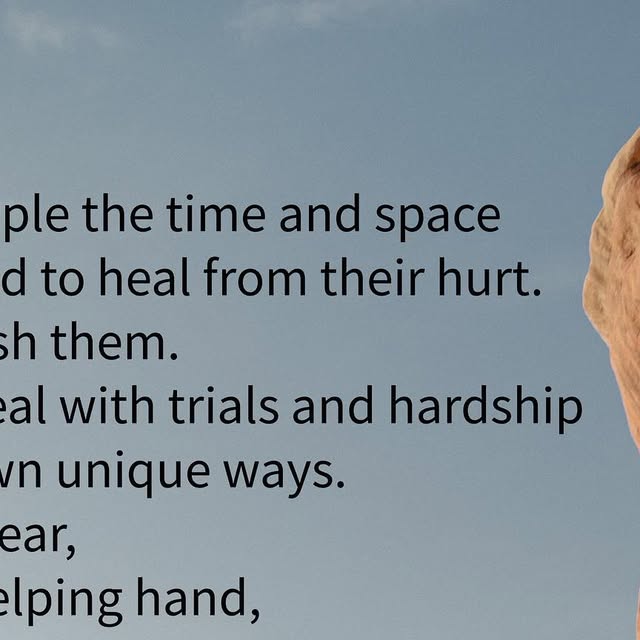 ple the time and space
d to heal from their hurt.
sh them.
eal with trials and hardship
wn unique ways.
ear,
elping hand,